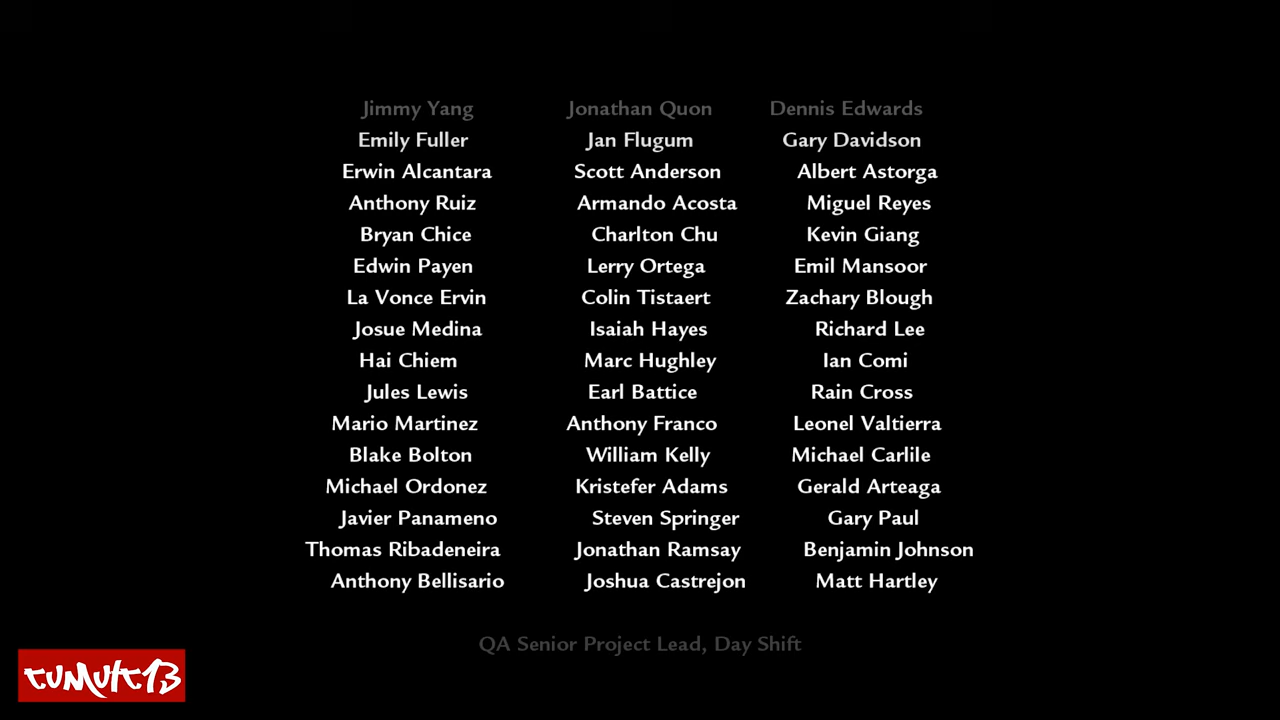 Jimmy Yang Jonathan Quon Dennis Edwards
Emily Fuller Jan Flugum Gary Davidson
Erwin Alcantara Scott Anderson Albert Astorga
Anthony Ruiz Armando Acosta Miguel Reyes
Bryan Chice Charlton Chu Kevin Giang
Edwin Payen Lerry Ortega Emil Mansoor
La Vonce Ervin Colin Tistaert Zachary Blough
Josue Medina Isaiah Hayes Richard Lee
Hai Chiem Marc Hughley Ian Comi
Jules Lewis Earl Battice Rain Cross
Mario Martinez Anthony Franco Leonel Valtierra
Blake Bolton William Kelly Michael Carlile
Michael Ordonez Kristefer Adams Gerald Arteaga
Javier Panameno Steven Springer Gary Paul
Thomas Ribadeneira Jonathan Ramsay Benjamin Johnson
Anthony Bellisario Joshua Castrejon Matt Hartley
QA Senior Project Lead, Day Shift
tumult13